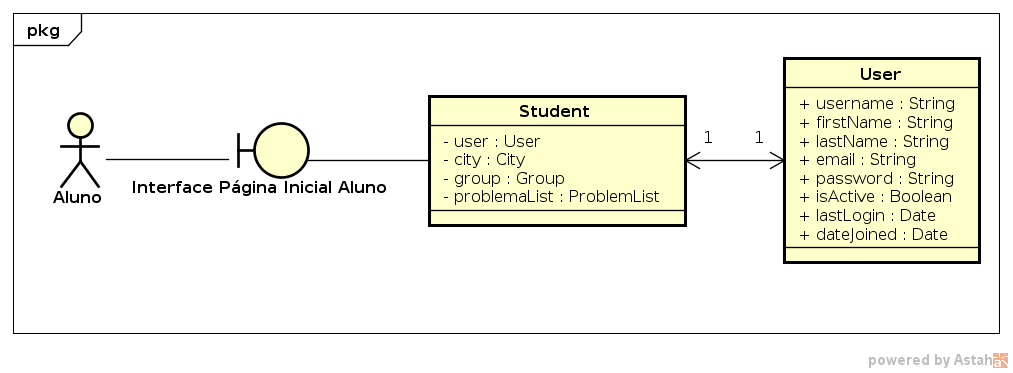 pkg
Aluno
Interface Página Inicial Aluno
Student
- user : User
- city : City
- group : Group
- problemaList : ProblemList
1
1
User
+ username : String
+ firstName : String
+ lastName : String
+ email : String
+ password : String
+ isActive : Boolean
+ lastLogin : Date
+ dateJoined : Date
powered by Astah